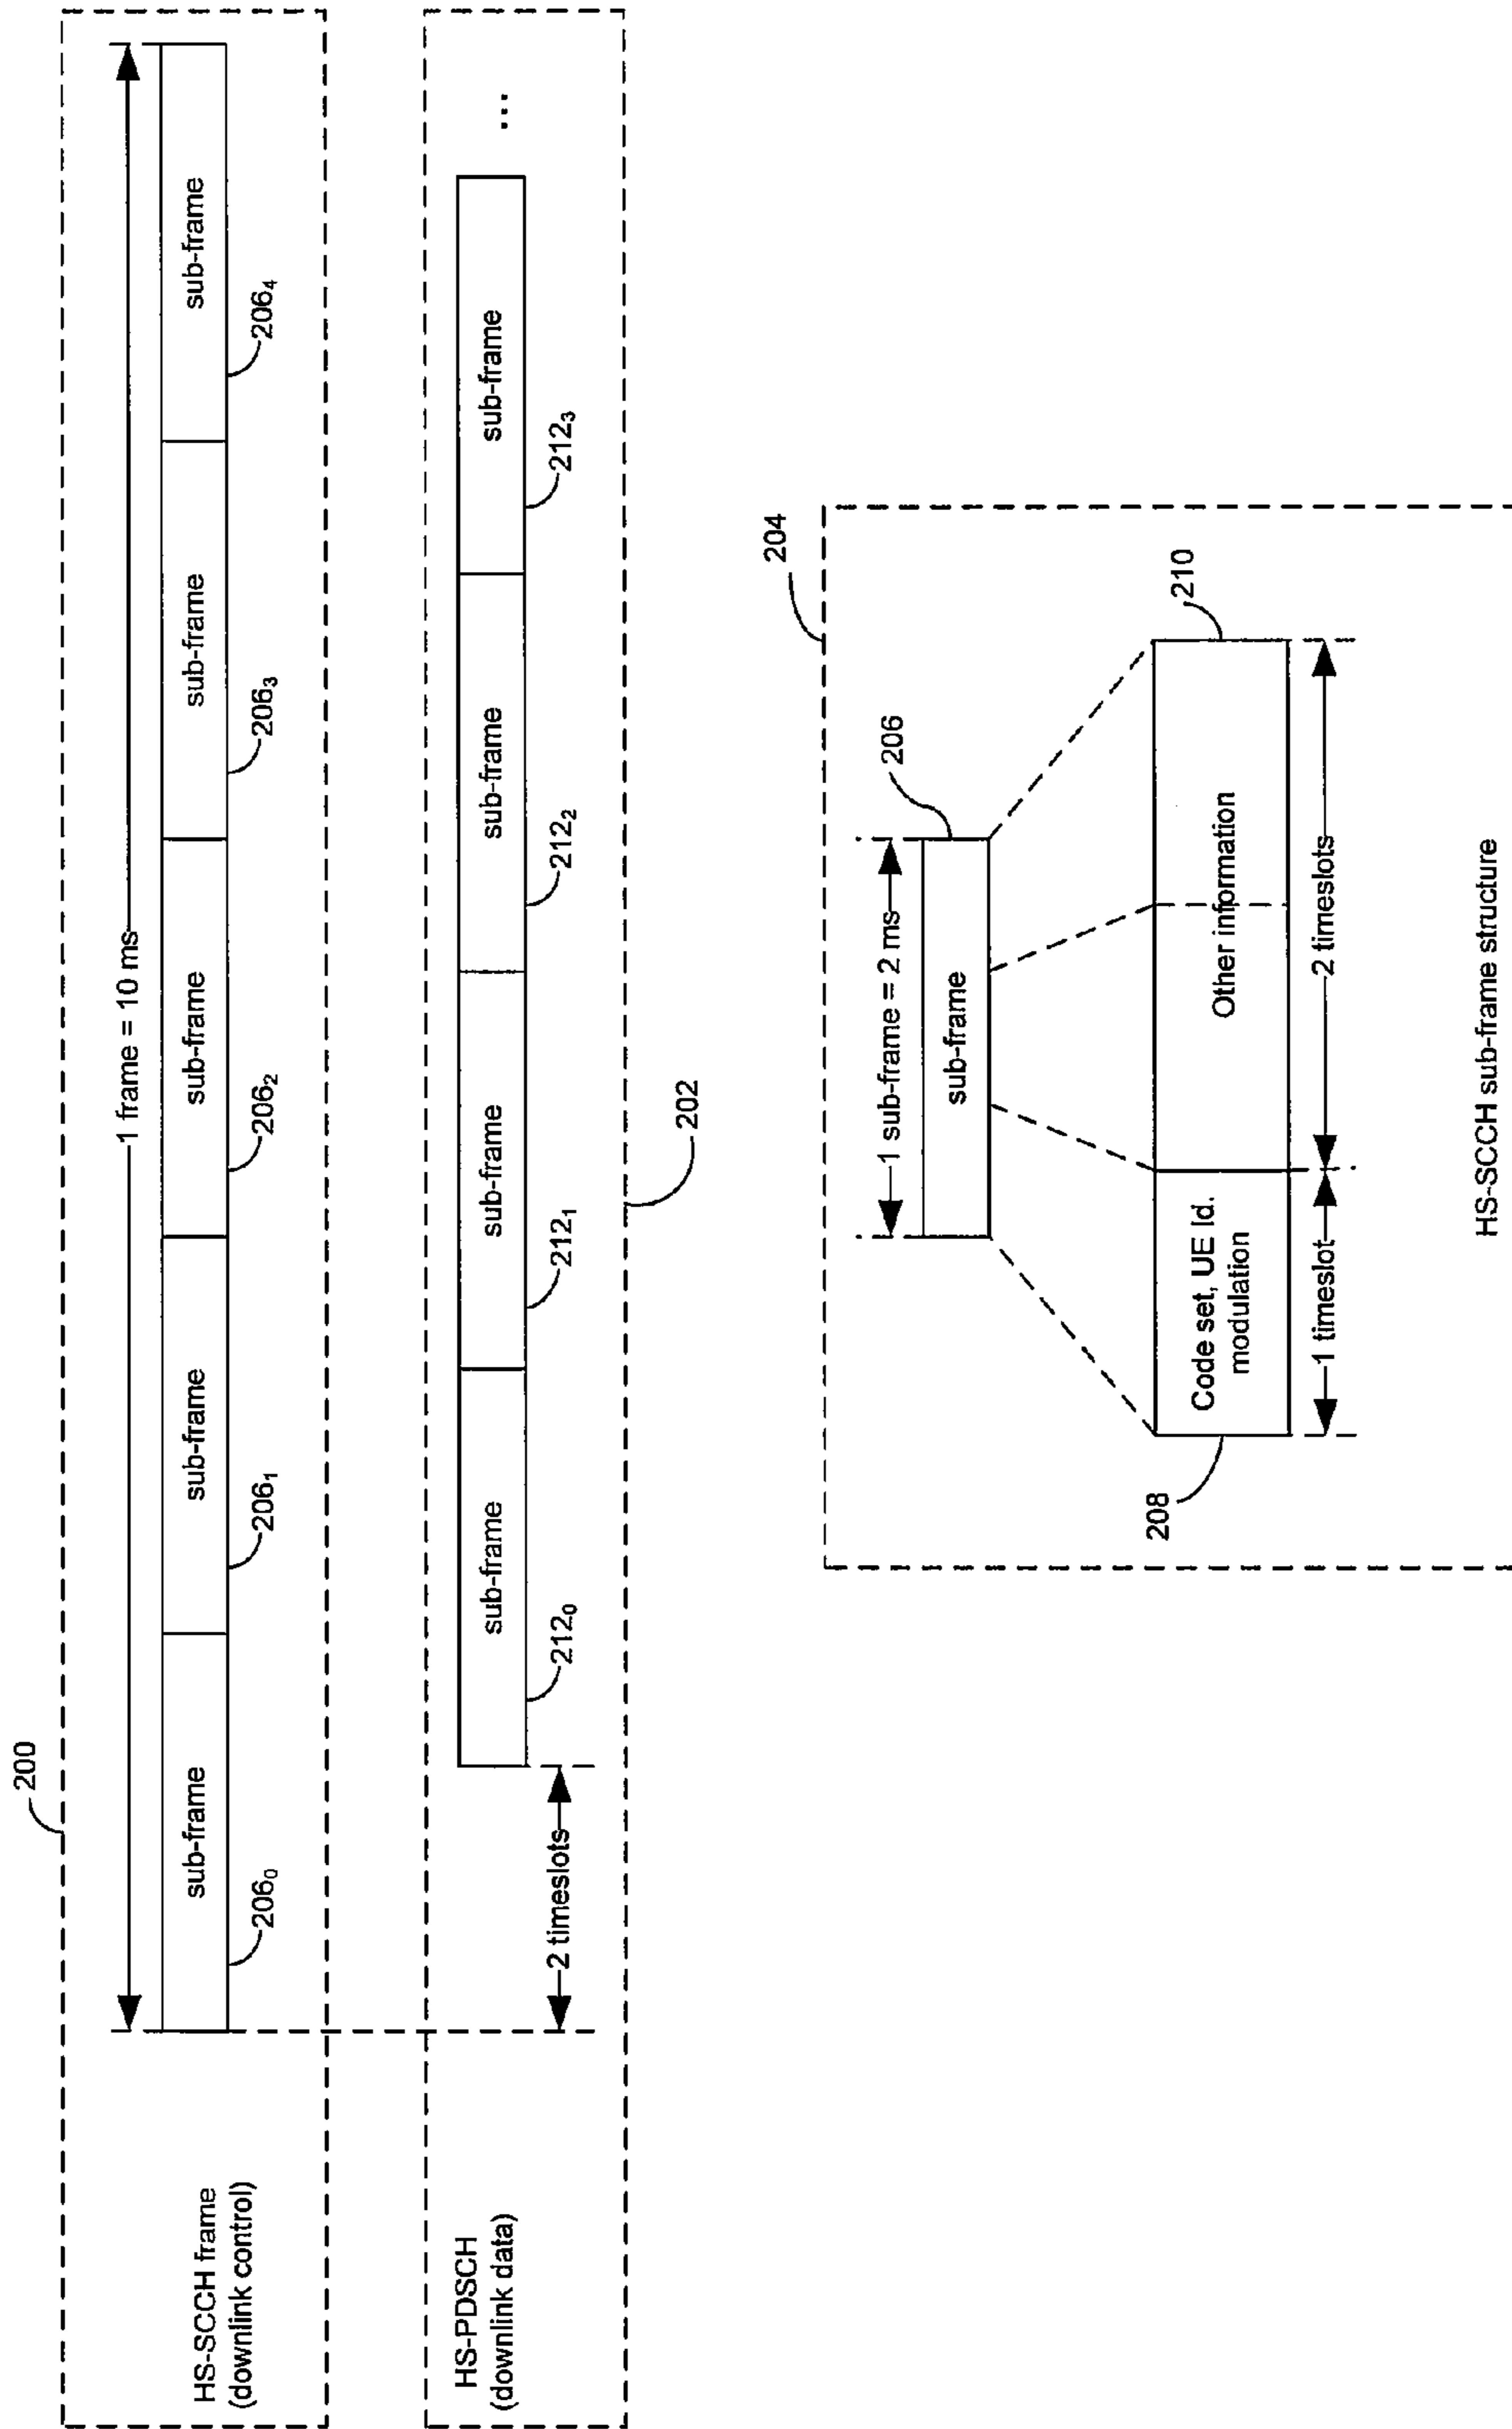 200
1 frame = 10 ms
HS-SCCH frame
(downlink control)
sub-frame
sub-frame
sub-frame
sub-frame
sub-frame
206₀
206₁
206₂
206₃
206₄
HS-PDSCH
(downlink data)
sub-frame
sub-frame
sub-frame
sub-frame
...
2 timeslots
212₀
212₁
212₂
212₃
202
204
1 sub-frame = 2 ms
206
sub-frame
208
Code set, UE Id.
modulation
Other information
210
1 timeslot
2 timeslots
HS-SCCH sub-frame structure